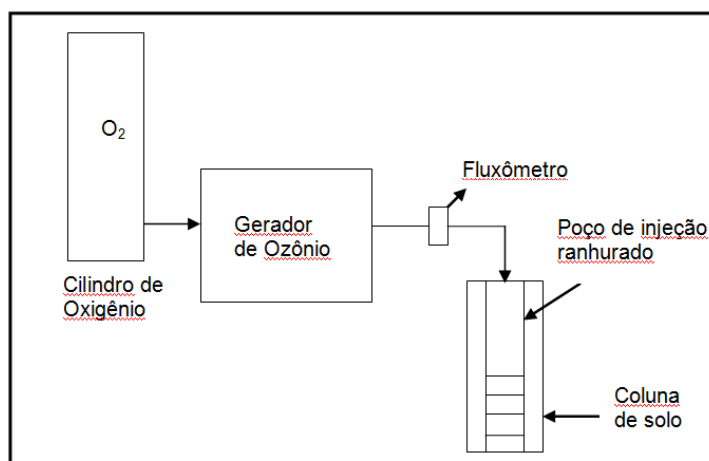 O₂
Cilindro de
Oxigênio
Gerador
de Ozônio
Fluxômetro
Poço de injeção
ranhurado
Coluna
de solo